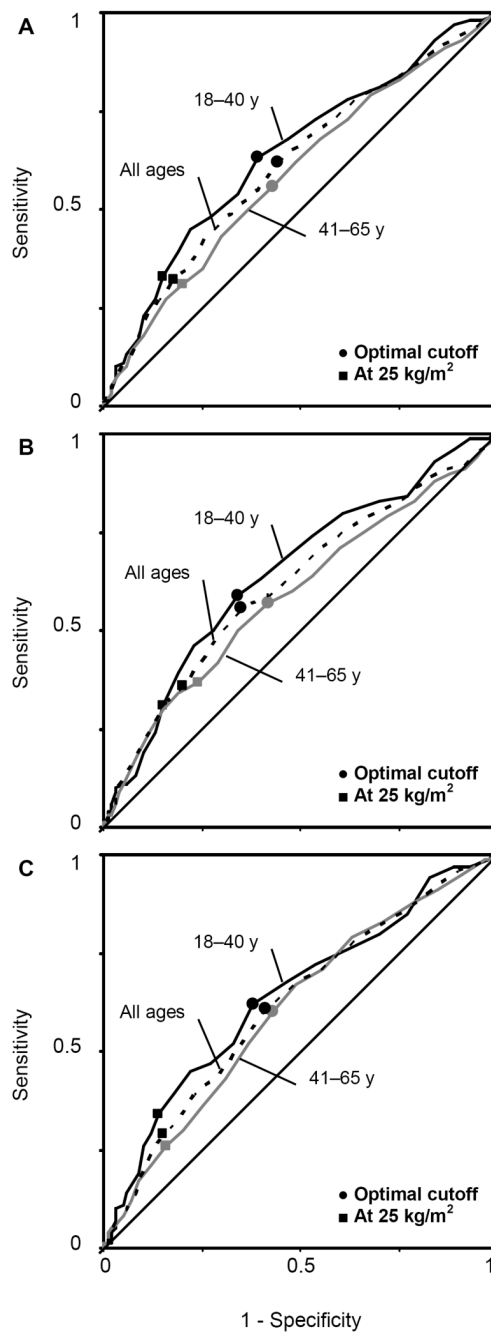 A
1
18–40 y
All ages
0.5
41–65 y
Sensitivity
● Optimal cutoff
■ At 25 kg/m²
0
B
1
18–40 y
All ages
0.5
41–65 y
Sensitivity
● Optimal cutoff
■ At 25 kg/m²
0
C
1
18–40 y
All ages
0.5
41–65 y
Sensitivity
● Optimal cutoff
■ At 25 kg/m²
0
0 0.5 1
1 - Specificity